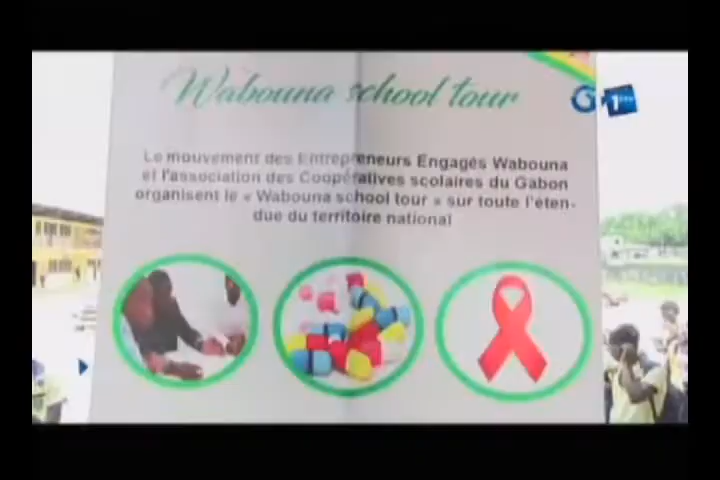 Wabouna school tour
G 1ère
Le mouvement des Entrepreneurs Engagés Wabouna
et l'association des Coopératives scolaires du Gabon
organisent le « Wabouna school tour » sur toute l'éten-
due du territoire national